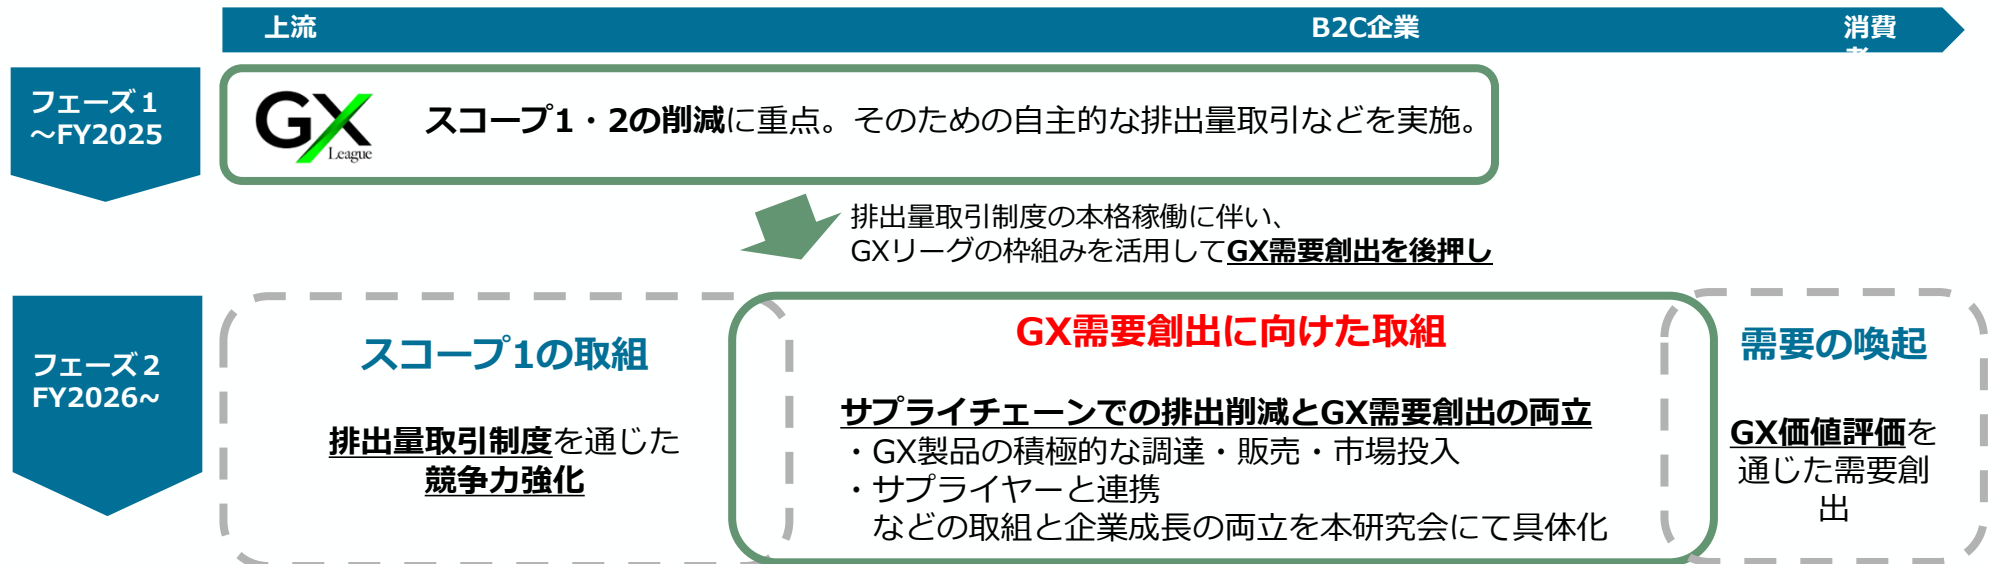 上流 B2C企業 消費
フェーズ１
～FY2025
GX
League
スコープ1・2の削減に重点。そのための自主的な排出量取引などを実施。
排出量取引制度の本格稼働に伴い、
GXリーグの枠組みを活用してGX需要創出を後押し
フェーズ２
FY2026~
スコープ1の取組
排出量取引制度を通じた
競争力強化
GX需要創出に向けた取組
サプライチェーンでの排出削減とGX需要創出の両立
・GX製品の積極的な調達・販売・市場投入
・サプライヤーと連携
などの取組と企業成長の両立を本研究会にて具体化
需要の喚起
GX価値評価を
通じた需要創
出